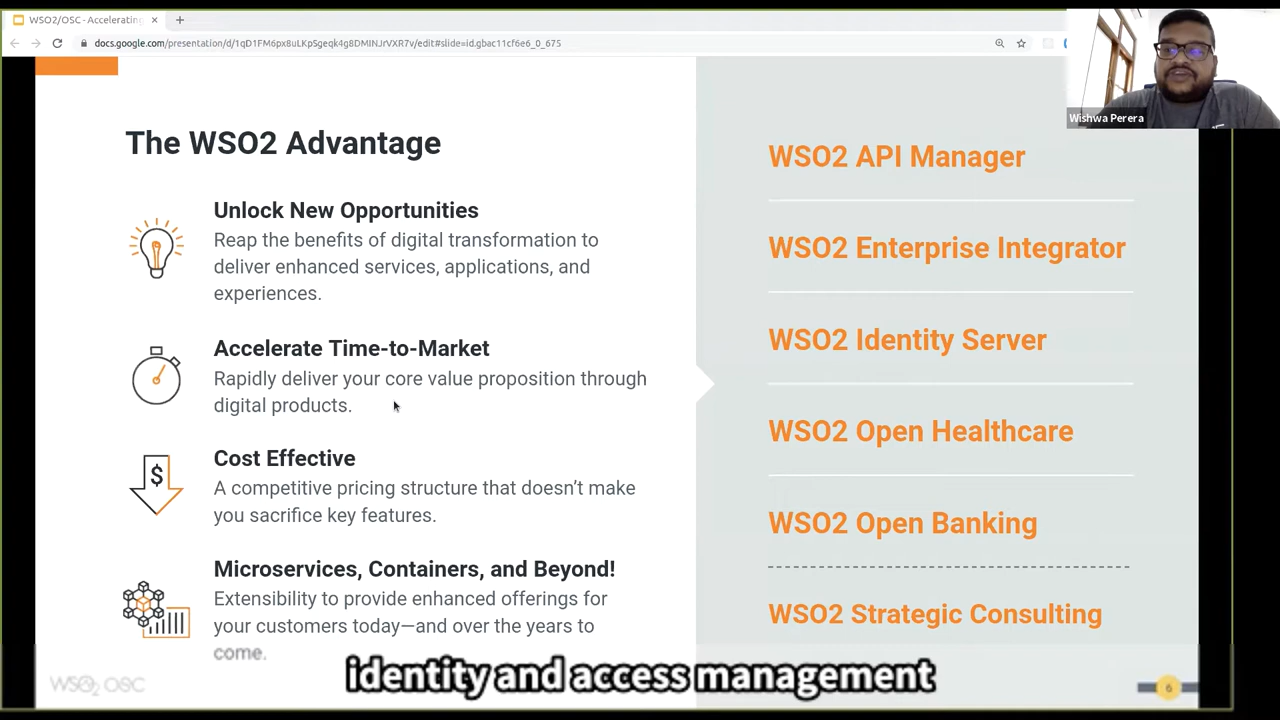 WSO2/OSC - Accelerating
docs.google.com/presentation/d/1qD1FM6px8uLKpSgeqk4g8DMINJrVXR7v/edit#slide=id.gbac11cf6e6_0_675
Wishwa Perera
The WSO2 Advantage
Unlock New Opportunities
Reap the benefits of digital transformation to
deliver enhanced services, applications, and
experiences.
Accelerate Time-to-Market
Rapidly deliver your core value proposition through
digital products.
Cost Effective
$
A competitive pricing structure that doesn’t make
you sacrifice key features.
Microservices, Containers, and Beyond!
Extensibility to provide enhanced offerings for
your customers today—and over the years to
come.
WSO2 API Manager
WSO2 Enterprise Integrator
WSO2 Identity Server
WSO2 Open Healthcare
WSO2 Open Banking
WSO2 Strategic Consulting
identity and access management
WSO2 OSC
6